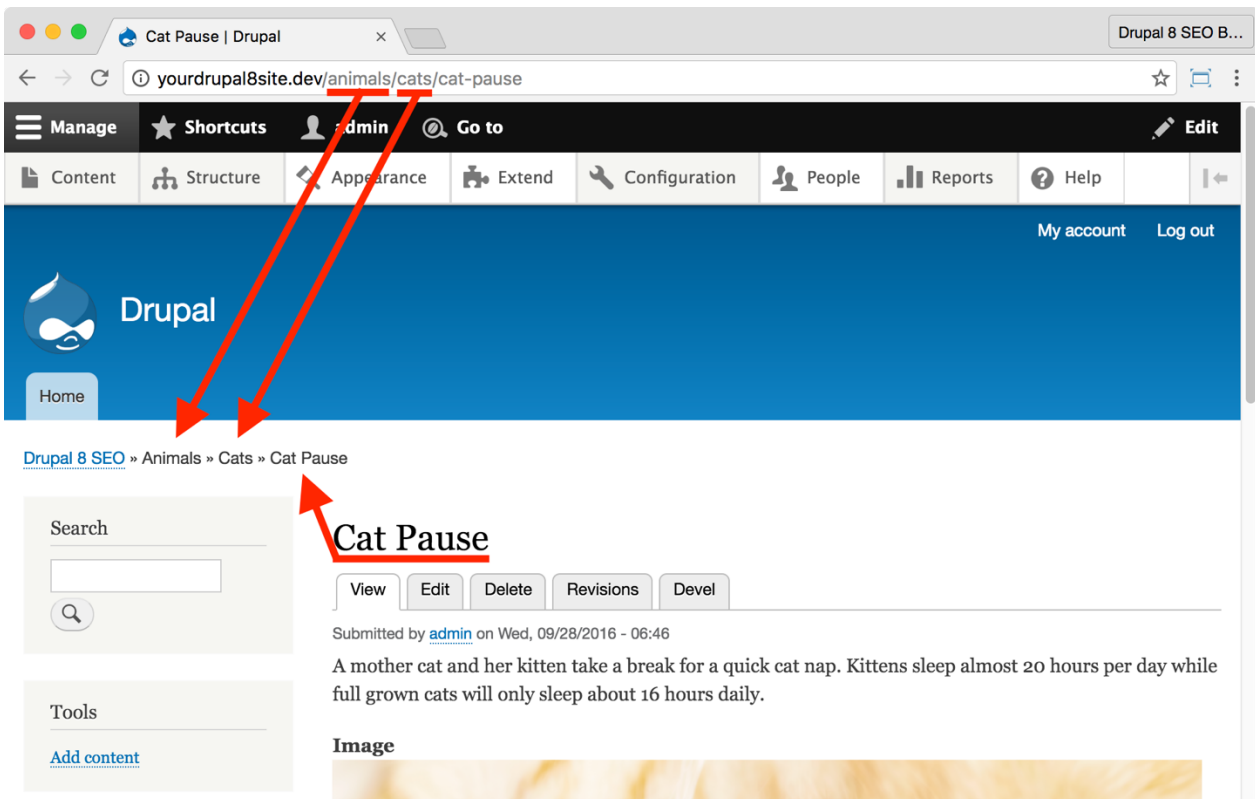 Cat Pause | Drupal
Drupal 8 SEO B...
yourdrupal8site.dev/animals/cats/cat-pause
Manage Shortcuts admin Go to Edit
Content Structure Appearance Extend Configuration People Reports Help
My account Log out
Drupal
Home
Drupal 8 SEO » Animals » Cats » Cat Pause
Search
Cat Pause
View Edit Delete Revisions Devel
Submitted by admin on Wed, 09/28/2016 - 06:46
A mother cat and her kitten take a break for a quick cat nap. Kittens sleep almost 20 hours per day while
full grown cats will only sleep about 16 hours daily.
Tools
Add content
Image